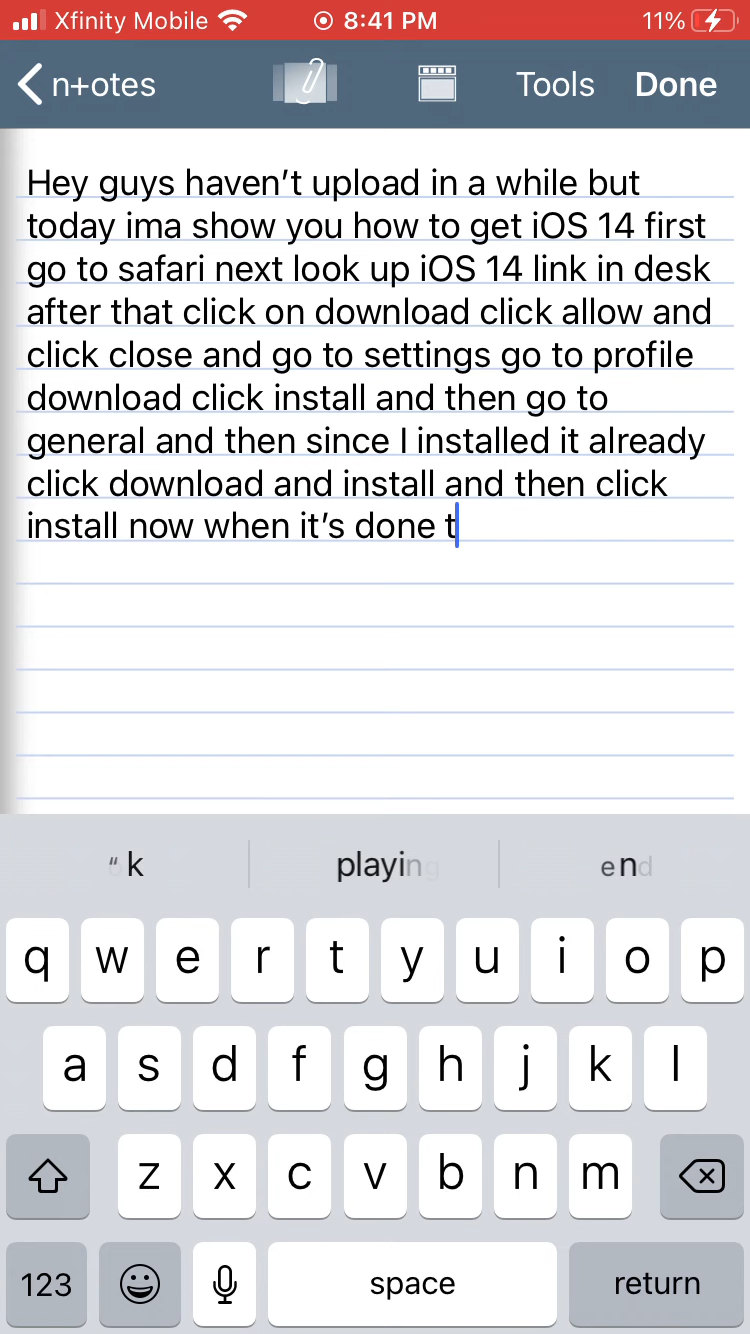 Xfinity Mobile 8:41 PM 11%
n+otes Tools Done
Hey guys haven’t upload in a while but
today ima show you how to get iOS 14 first
go to safari next look up iOS 14 link in desk
after that click on download click allow and
click close and go to settings go to profile
download click install and then go to
general and then since I installed it already
click download and install and then click
install now when it’s done t
“k playing end
q w e r t y u i o p
a s d f g h j k l
z x c v b n m
123 space return